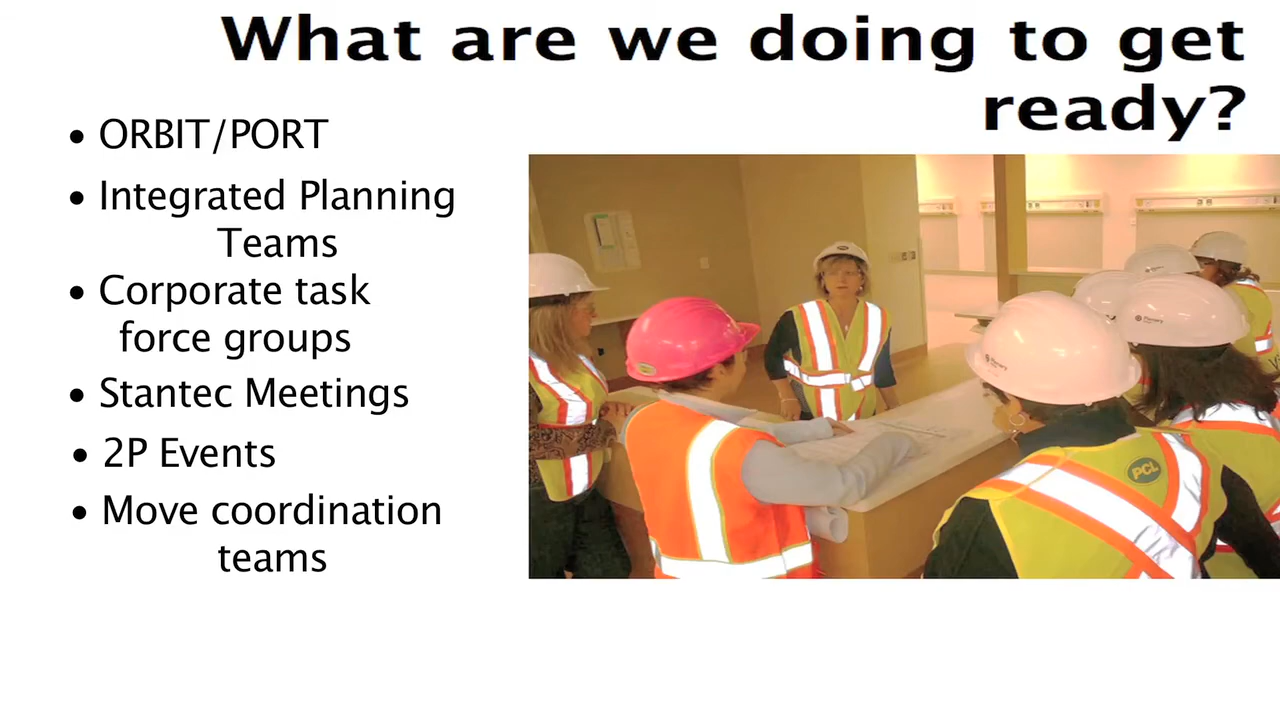 What are we doing to get
ready?
• ORBIT/PORT
• Integrated Planning
Teams
• Corporate task
force groups
• Stantec Meetings
• 2P Events
• Move coordination
teams
PCL